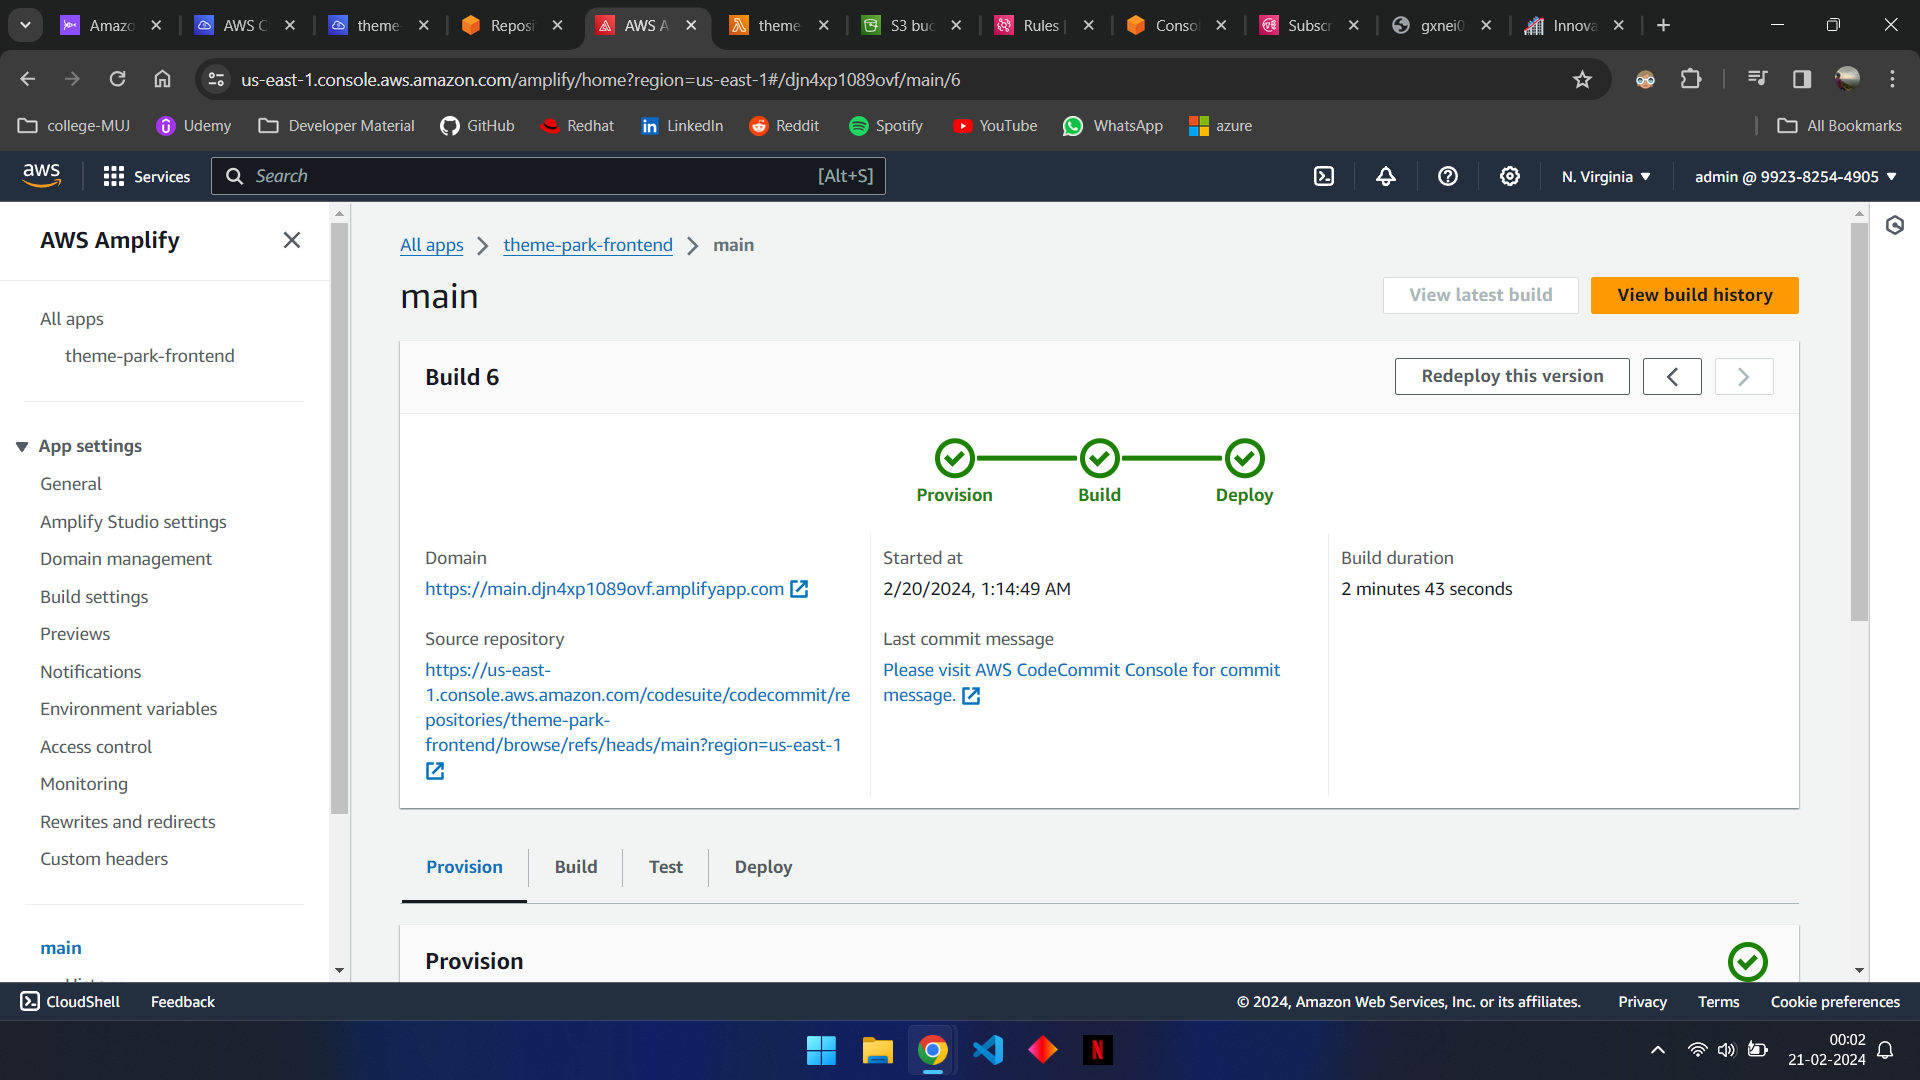 Amazo
AWS C
theme-
Reposi
AWS A
theme-
S3 buc
Rules |
Conso
Subscr
gxnei0
Innova
us-east-1.console.aws.amazon.com/amplify/home?region=us-east-1#/djn4xp1089ovf/main/6
college-MUJ
Udemy
Developer Material
GitHub
Redhat
LinkedIn
Reddit
Spotify
YouTube
WhatsApp
azure
All Bookmarks
aws
Services
Search
[Alt+S]
N. Virginia
admin @ 9923-8254-4905
AWS Amplify
All apps
theme-park-frontend
App settings
General
Amplify Studio settings
Domain management
Build settings
Previews
Notifications
Environment variables
Access control
Monitoring
Rewrites and redirects
Custom headers
main
All apps > theme-park-frontend > main
main
View latest build
View build history
Build 6
Redeploy this version
Provision
Build
Deploy
Domain
https://main.djn4xp1089ovf.amplifyapp.com
Source repository
https://us-east-
1.console.aws.amazon.com/codesuite/codecommit/re
positories/theme-park-
frontend/browse/refs/heads/main?region=us-east-1
Started at
2/20/2024, 1:14:49 AM
Last commit message
Please visit AWS CodeCommit Console for commit
message.
Build duration
2 minutes 43 seconds
Provision
Build
Test
Deploy
Provision
CloudShell
Feedback
© 2024, Amazon Web Services, Inc. or its affiliates.
Privacy
Terms
Cookie preferences
00:02
21-02-2024